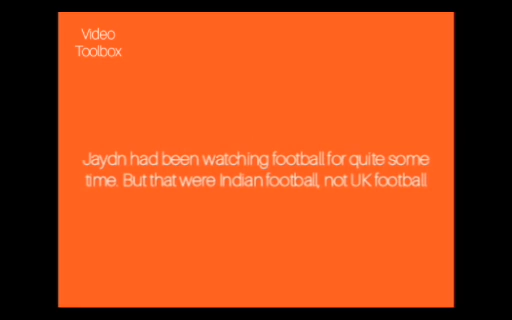 Video
Toolbox
Jaydn had been watching football for quite some
time. But that were Indian football, not UK football